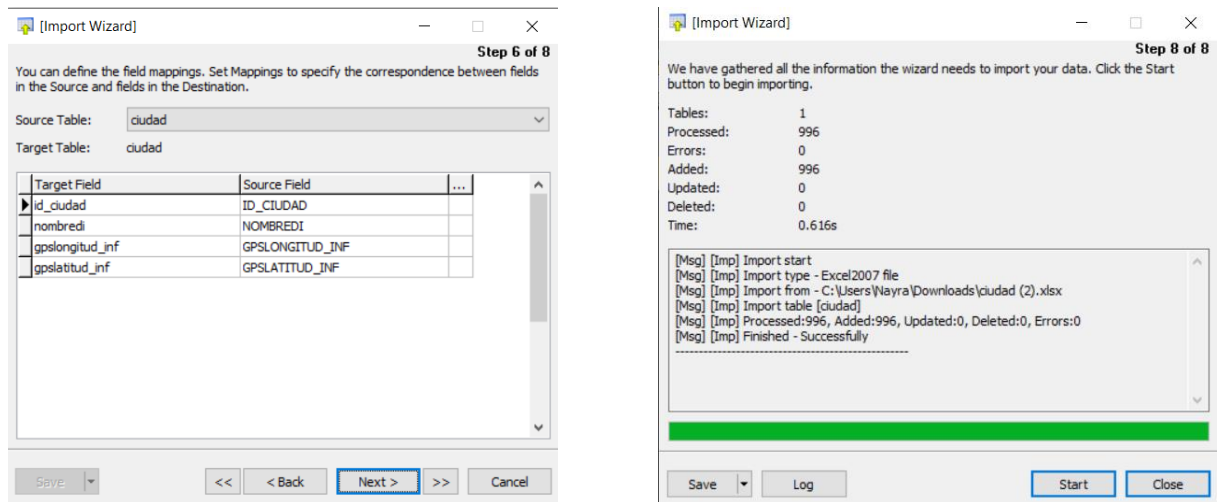 [Import Wizard]
Step 6 of 8
You can define the field mappings. Set Mappings to specify the correspondence between fields
in the Source and fields in the Destination.
Source Table: ciudad
Target Table: ciudad
Target Field Source Field ...
id_ciudad ID_CIUDAD
nombredi NOMBREDI
gpslongitud_inf GPSLONGITUD_INF
gpslatitud_inf GPSLATITUD_INF
Save << < Back Next > >> Cancel
[Import Wizard]
Step 8 of 8
We have gathered all the information the wizard needs to import your data. Click the Start
button to begin importing.
Tables: 1
Processed: 996
Errors: 0
Added: 996
Updated: 0
Deleted: 0
Time: 0.616s
[Msg] [Imp] Import start
[Msg] [Imp] Import type - Excel2007 file
[Msg] [Imp] Import from - C:\Users\Nayra\Downloads\ciudad (2).xlsx
[Msg] [Imp] Import table [ciudad]
[Msg] [Imp] Processed:996, Added:996, Updated:0, Deleted:0, Errors:0
[Msg] [Imp] Finished - Successfully
--------------------------------------------------
Save Log Start Close